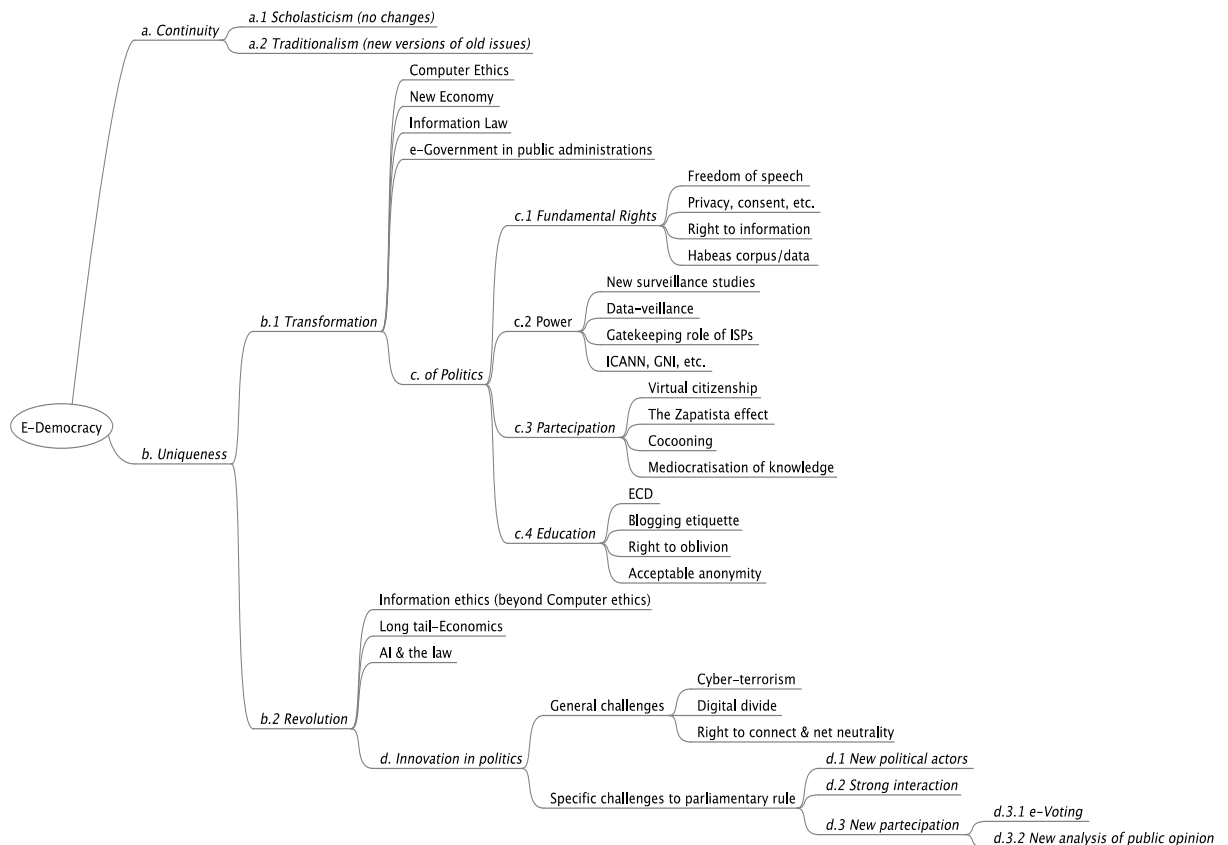 a.1 Scholasticism (no changes)
a. Continuity
a.2 Traditionalism (new versions of old issues)
Computer Ethics
New Economy
Information Law
e-Government in public administrations
Freedom of speech
Privacy, consent, etc.
c.1 Fundamental Rights
Right to information
Habeas corpus/data
New surveillance studies
Data-veillance
b.1 Transformation
c.2 Power
Gatekeeping role of ISPs
ICANN, GNI, etc.
c. of Politics
Virtual citizenship
The Zapatista effect
E-Democracy
c.3 Partecipation
Cocooning
b. Uniqueness
Mediocratisation of knowledge
ECD
Blogging etiquette
c.4 Education
Right to oblivion
Acceptable anonymity
Information ethics (beyond Computer ethics)
Long tail-Economics
AI & the law
Cyber-terrorism
General challenges
Digital divide
b.2 Revolution
Right to connect & net neutrality
d. Innovation in politics
d.1 New political actors
d.2 Strong interaction
Specific challenges to parliamentary rule
d.3.1 e-Voting
d.3 New partecipation
d.3.2 New analysis of public opinion